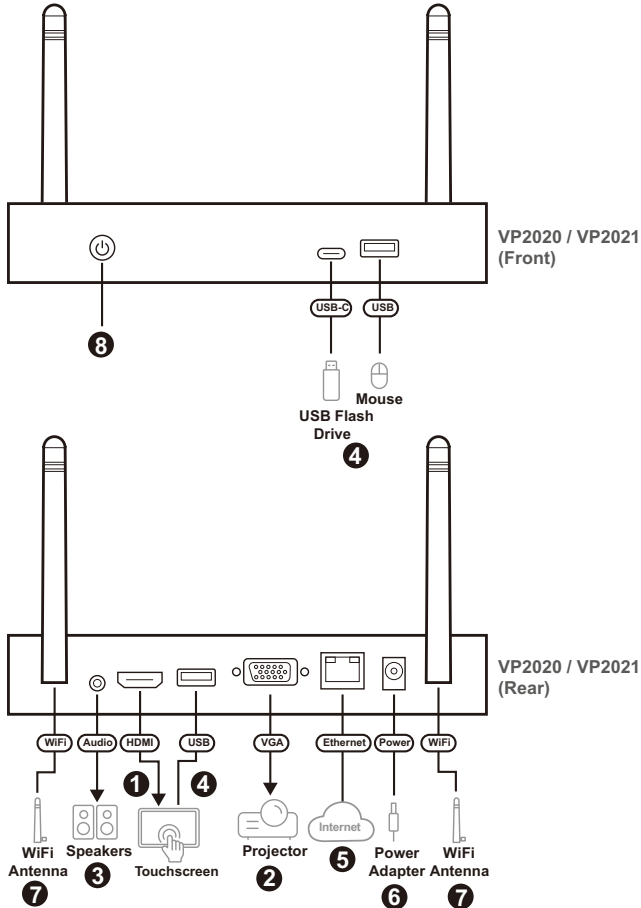 VP2020 / VP2021
(Front)
USB-C
USB
8
Mouse
USB Flash
Drive
4
VP2020 / VP2021
(Rear)
WiFi
Audio
HDMI
USB
VGA
Ethernet
Power
WiFi
1
4
Internet
WiFi
Antenna
7
Speakers
3
Touchscreen
Projector
2
5
Power
Adapter
6
WiFi
Antenna
7